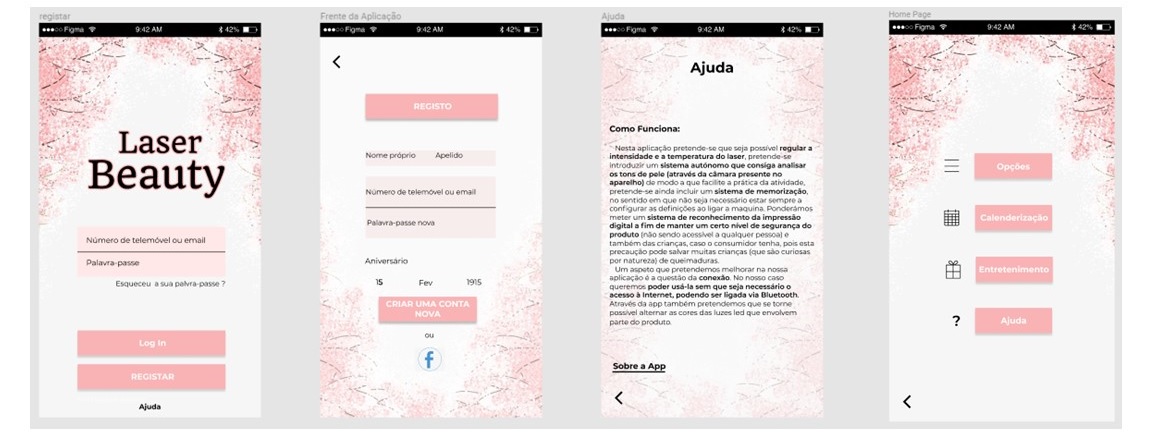 registar
●●●○○ Figma 9:42 AM 42%
Laser
Beauty
Número de telemóvel ou email
Palavra-passe
Esqueceu a sua palvra-passe ?
Log In
REGISTAR
Ajuda
Frente da Aplicação
●●●○○ Figma 9:42 AM 42%
REGISTO
Nome próprio Apelido
Número de telemóvel ou email
Palavra-passe nova
Aniversário
15 Fev 1915
CRIAR UMA CONTA
NOVA
ou
f
Ajuda
●●●○○ Figma 9:42 AM 42%
Ajuda
Como Funciona:
Nesta aplicação pretende-se que seja possível regular a
intensidade e a temperatura do laser, pretende-se
introduzir um sistema autónomo que consiga analisar
os tons de pele (através da câmara presente no
aparelho) de modo a que facilite a prática da atividade,
pretende-se ainda incluir um sistema de memorização,
no sentido em que não seja necessário estar sempre a
configurar as definições ao ligar a maquina. Ponderámos
meter um sistema de reconhecimento da impressão
digital a fim de manter um certo nível de segurança do
produto (não sendo acessível a qualquer pessoa) e
também das crianças, caso o consumidor tenha, pois esta
precaução pode salvar muitas crianças (que são curiosas
por natureza) de queimaduras.
Um aspeto que pretendemos melhorar na nossa
aplicação é a questão da conexão. No nosso caso
queremos poder usá-la sem que seja necessário o
acesso à Internet, podendo ser ligada via Bluetooth.
Através da app também pretendemos que se torne
possível alternar as cores das luzes led que envolvem
parte do produto.
Sobre a App
Home Page
●●●○○ Figma 9:42 AM 42%
Opções
Calenderização
Entretenimento
? Ajuda